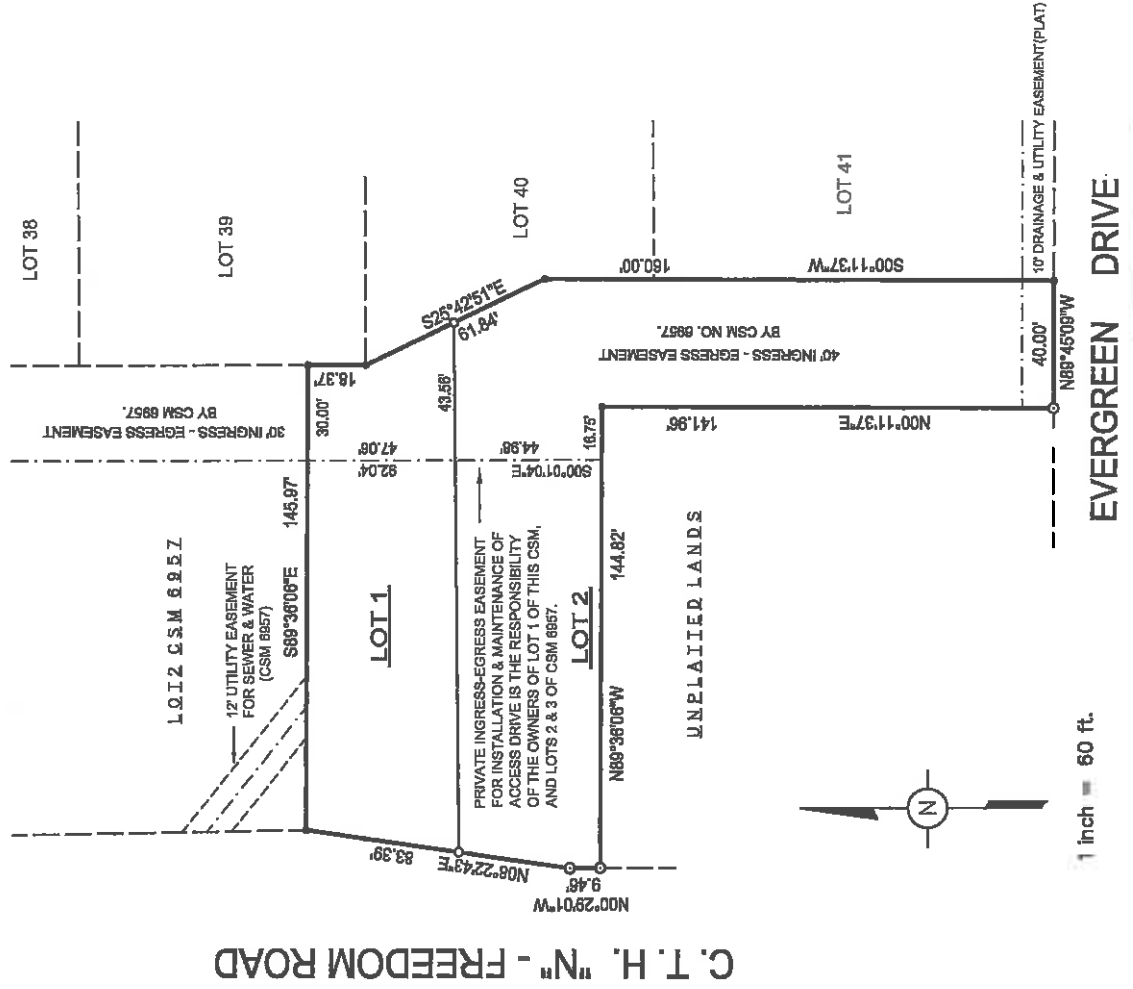 LOT 38
LOT 39
LOT 40
LOT 41
30' INGRESS - EGRESS EASEMENT
BY CSM 6957.
LOT 2 CSM 6957
12' UTILITY EASEMENT
FOR SEWER & WATER
(CSM 6957)
S89°36'06"E
145.97'
30.00'
18.37'
S25°42'51"E
61.84'
43.56'
47.06'
92.04'
44.98'
S00°01'04"E
LOT 1
PRIVATE INGRESS-EGRESS EASEMENT
FOR INSTALLATION & MAINTENANCE OF
ACCESS DRIVE IS THE RESPONSIBILITY
OF THE OWNERS OF LOT 1 OF THIS CSM,
AND LOTS 2 & 3 OF CSM 6957.
LOT 2
83.39'
N08°22'43"E
9.46'
N00°29'01"W
N89°36'06"W
144.82'
16.75'
UNPLATTED LANDS
40' INGRESS - EGRESS EASEMENT
BY CSM NO. 6957.
160.00'
S00°11'37"W
141.96'
N00°11'37"E
10' DRAINAGE & UTILITY EASEMENT(PLAT)
40.00'
N89°45'09"W
EVERGREEN DRIVE
C. T. H. "N" - FREEDOM ROAD
N
1 inch = 60 ft.